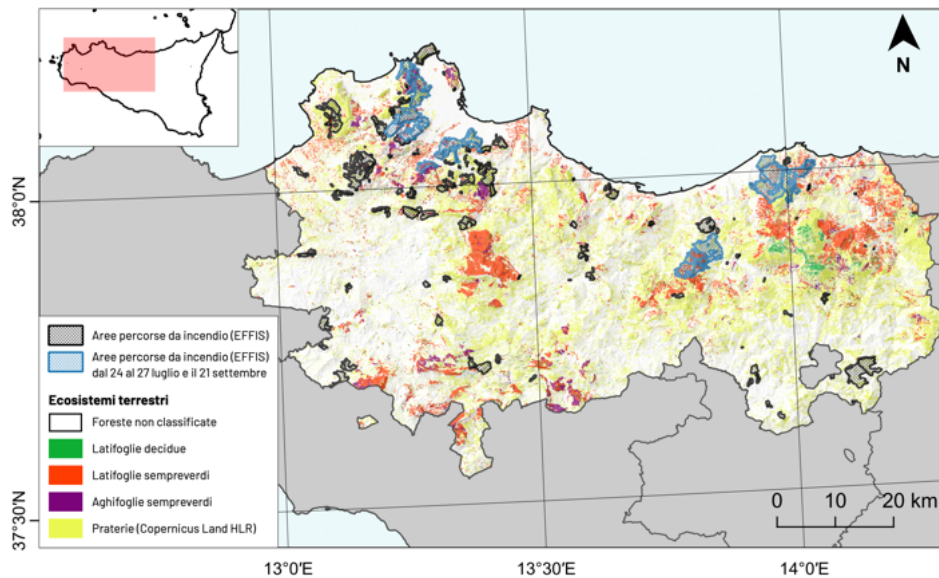 N
38°0'N
37°30'N
Aree percorse da incendio (EFFIS)
Aree percorse da incendio (EFFIS)
dal 24 al 27 luglio e il 21 settembre
Ecosistemi terrestri
Foreste non classificate
Latifoglie decidue
Latifoglie sempreverdi
Aghifoglie sempreverdi
Praterie (Copernicus Land HLR)
0 10 20 km
13°0'E 13°30'E 14°0'E